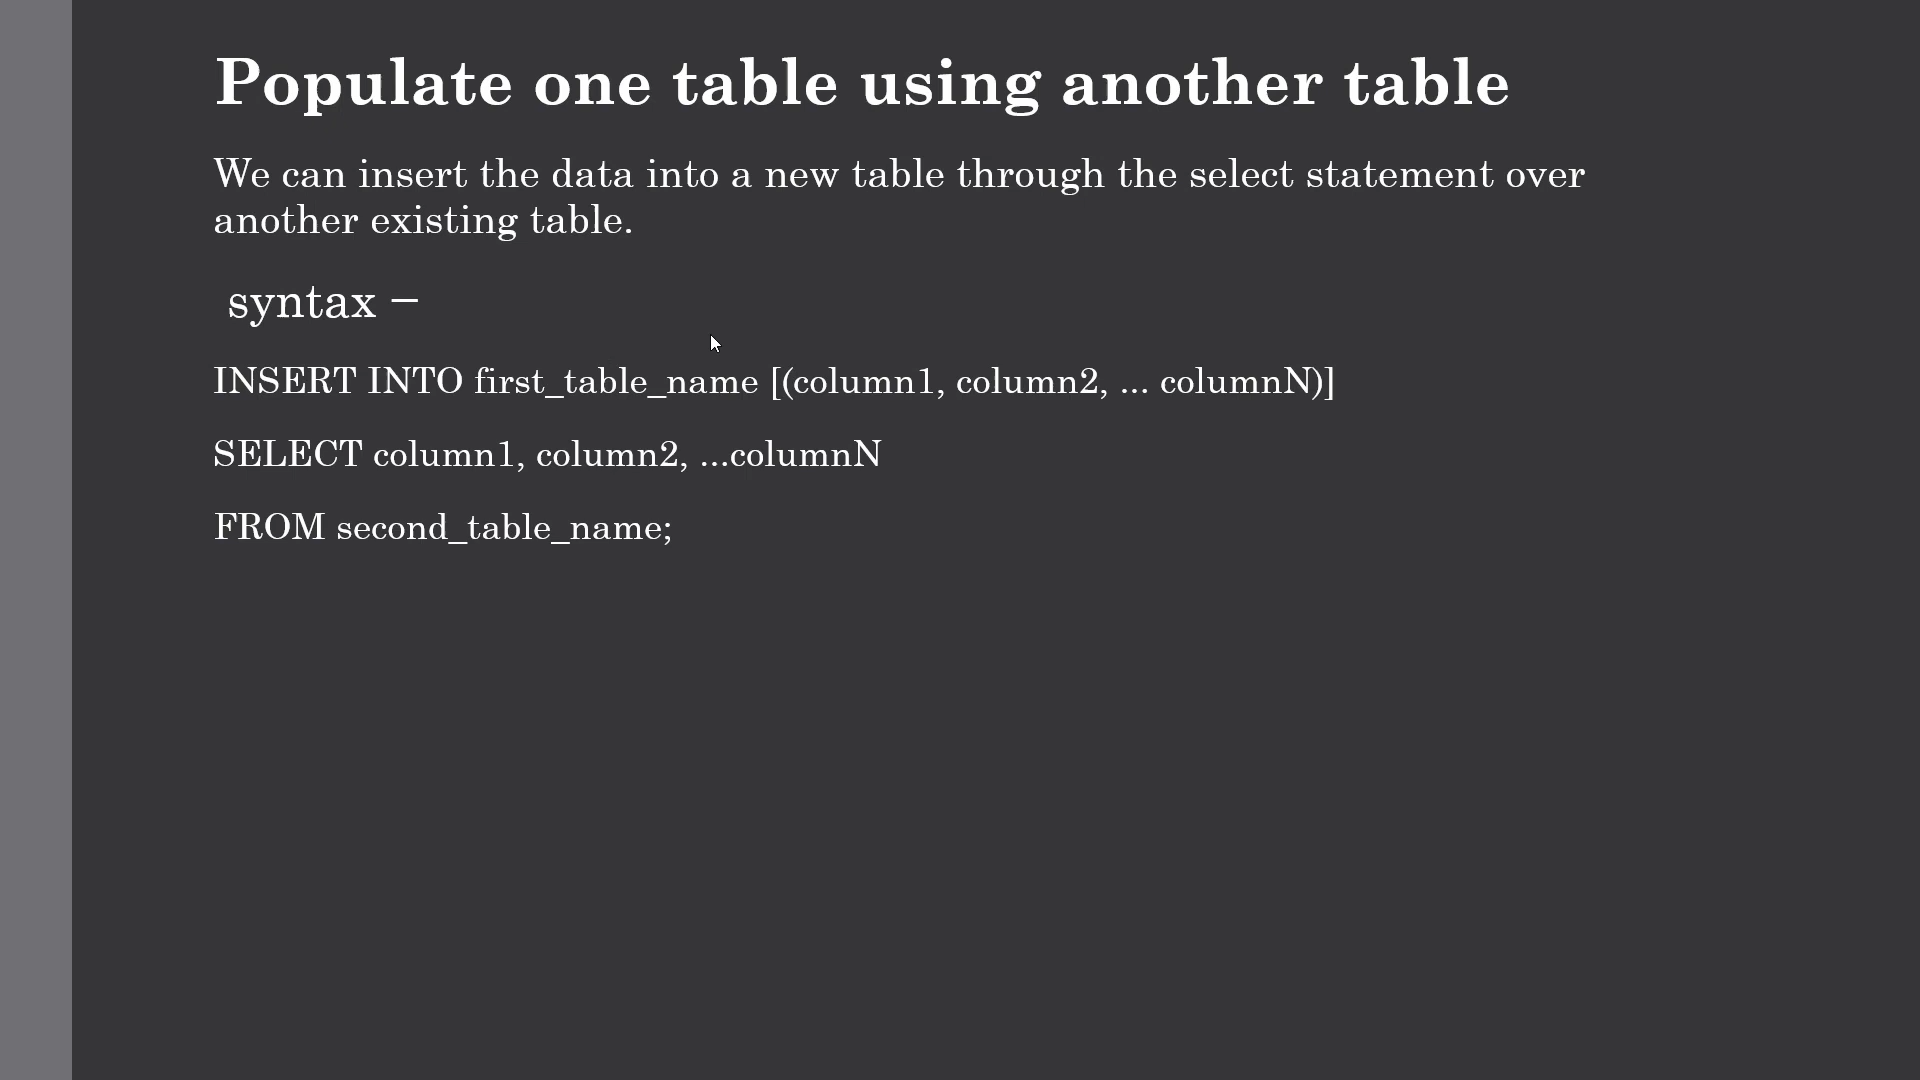 Populate one table using another table
We can insert the data into a new table through the select statement over
another existing table.
syntax –
INSERT INTO first_table_name [(column1, column2, ... columnN)]
SELECT column1, column2, ...columnN
FROM second_table_name;